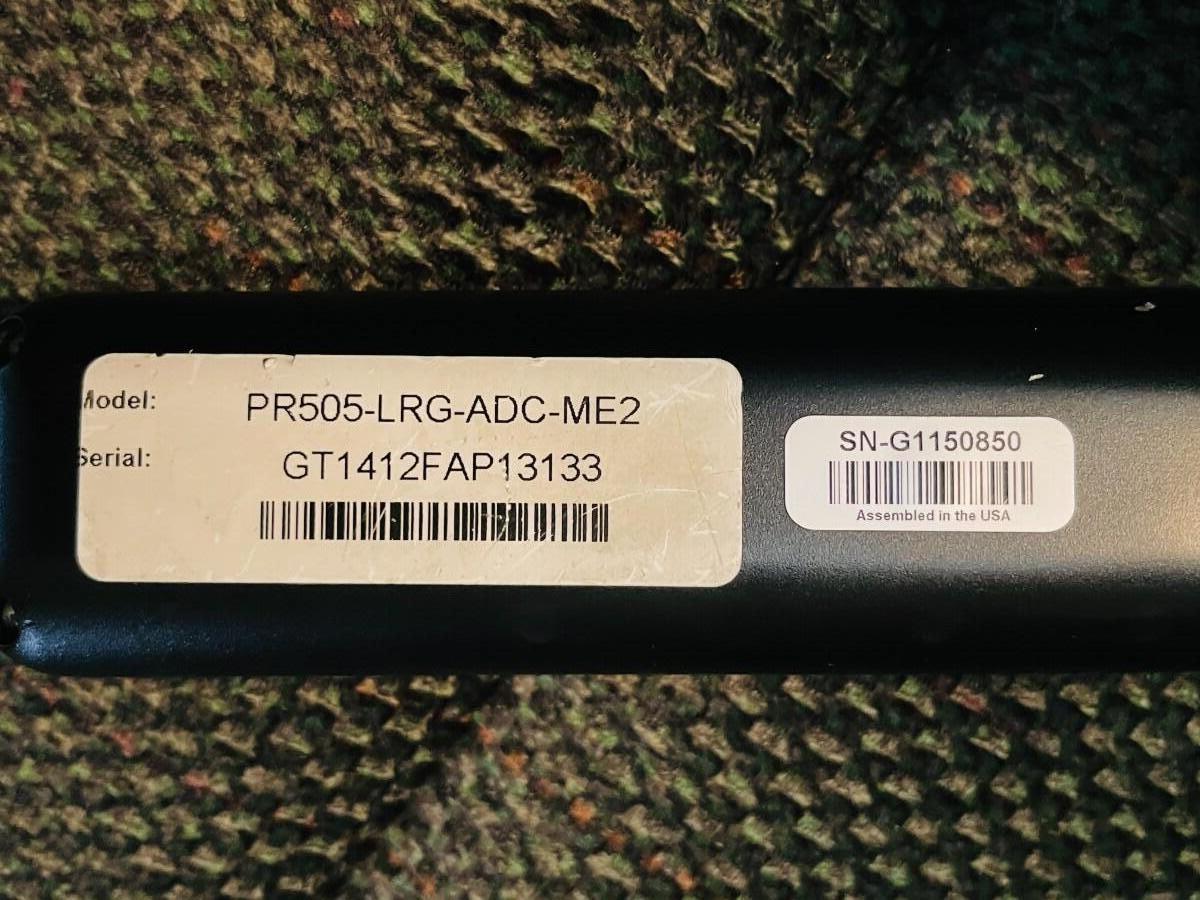 Model: PR505-LRG-ADC-ME2
Serial: GT1412FAP13133
SN-G1150850
Assembled in the USA